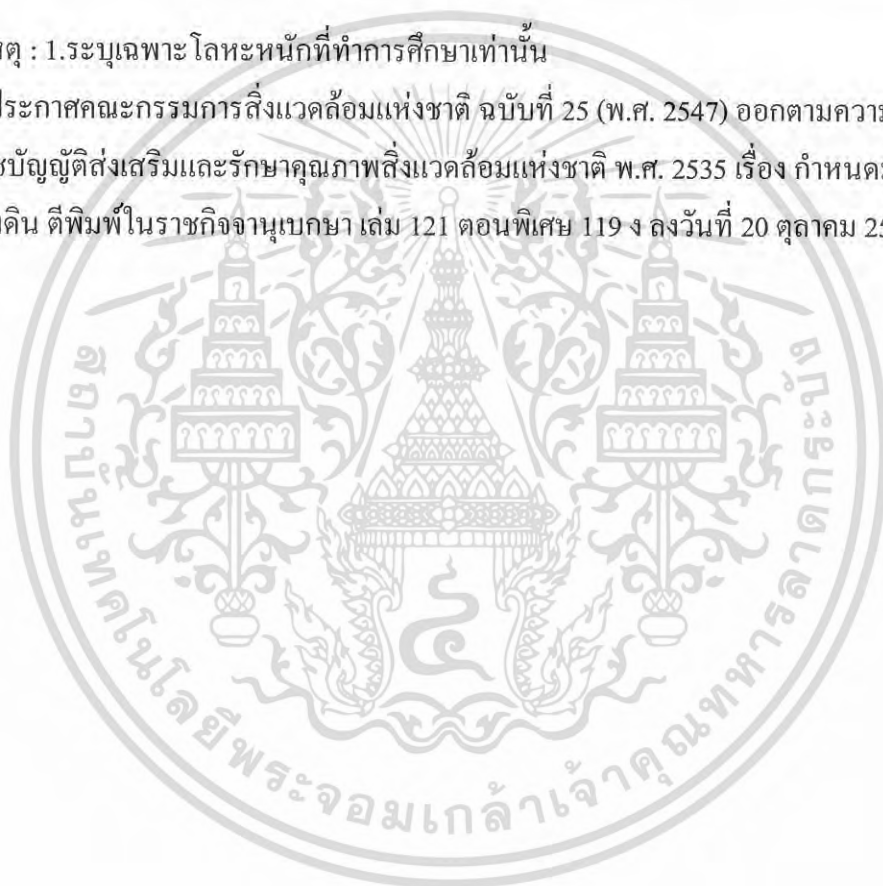 สตุ : 1.ระบุเฉพาะโลหะหนักที่ทำการศึกษาเท่านั้น
ประกาศคณะกรรมการสิ่งแวดล้อมแห่งชาติ ฉบับที่ 25 (พ.ศ. 2547) ออกตามความ
ชบัญญัติส่งเสริมและรักษาคุณภาพสิ่งแวดล้อมแห่งชาติ พ.ศ. 2535 เรื่อง กำหนด
ดิน ตีพิมพ์ในราชกิจจานุเบกษา เล่ม 121 ตอนพิเศษ 119 ง ลงวันที่ 20 ตุลาคม 25
สถาบันเทคโนโลยีพระจอมเกล้าเจ้าคุณทหารลาดกระบัง